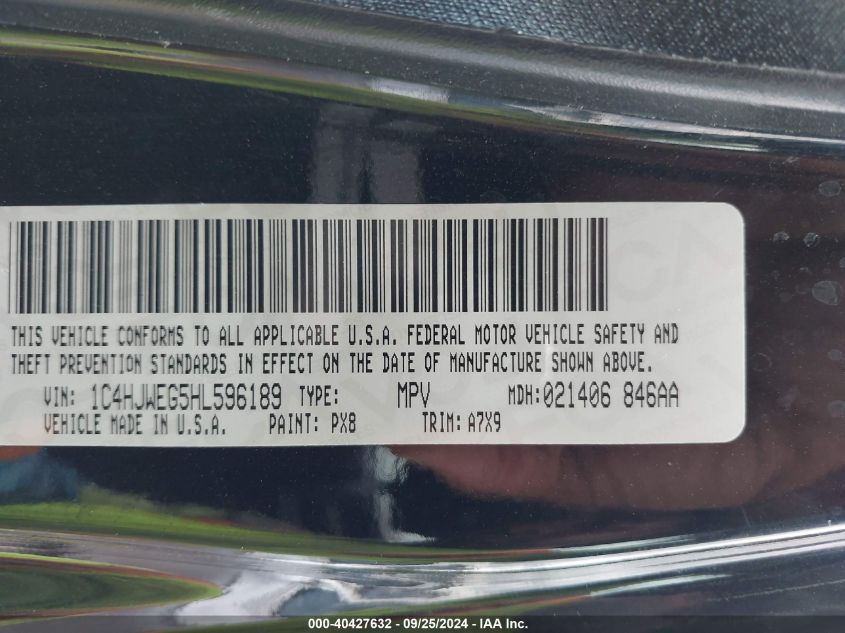 THIS VEHICLE CONFORMS TO ALL APPLICABLE U.S.A. FEDERAL MOTOR VEHICLE SAFETY AND
THEFT PREVENTION STANDARDS IN EFFECT ON THE DATE OF MANUFACTURE SHOWN ABOVE.
VIN: 1C4HJWEG5HL596189 TYPE: MPV MDH:021406 846AA
VEHICLE MADE IN U.S.A. PAINT: PX8 TRIM: A7X9
000-40427632 - 09/25/2024 - IAA Inc.